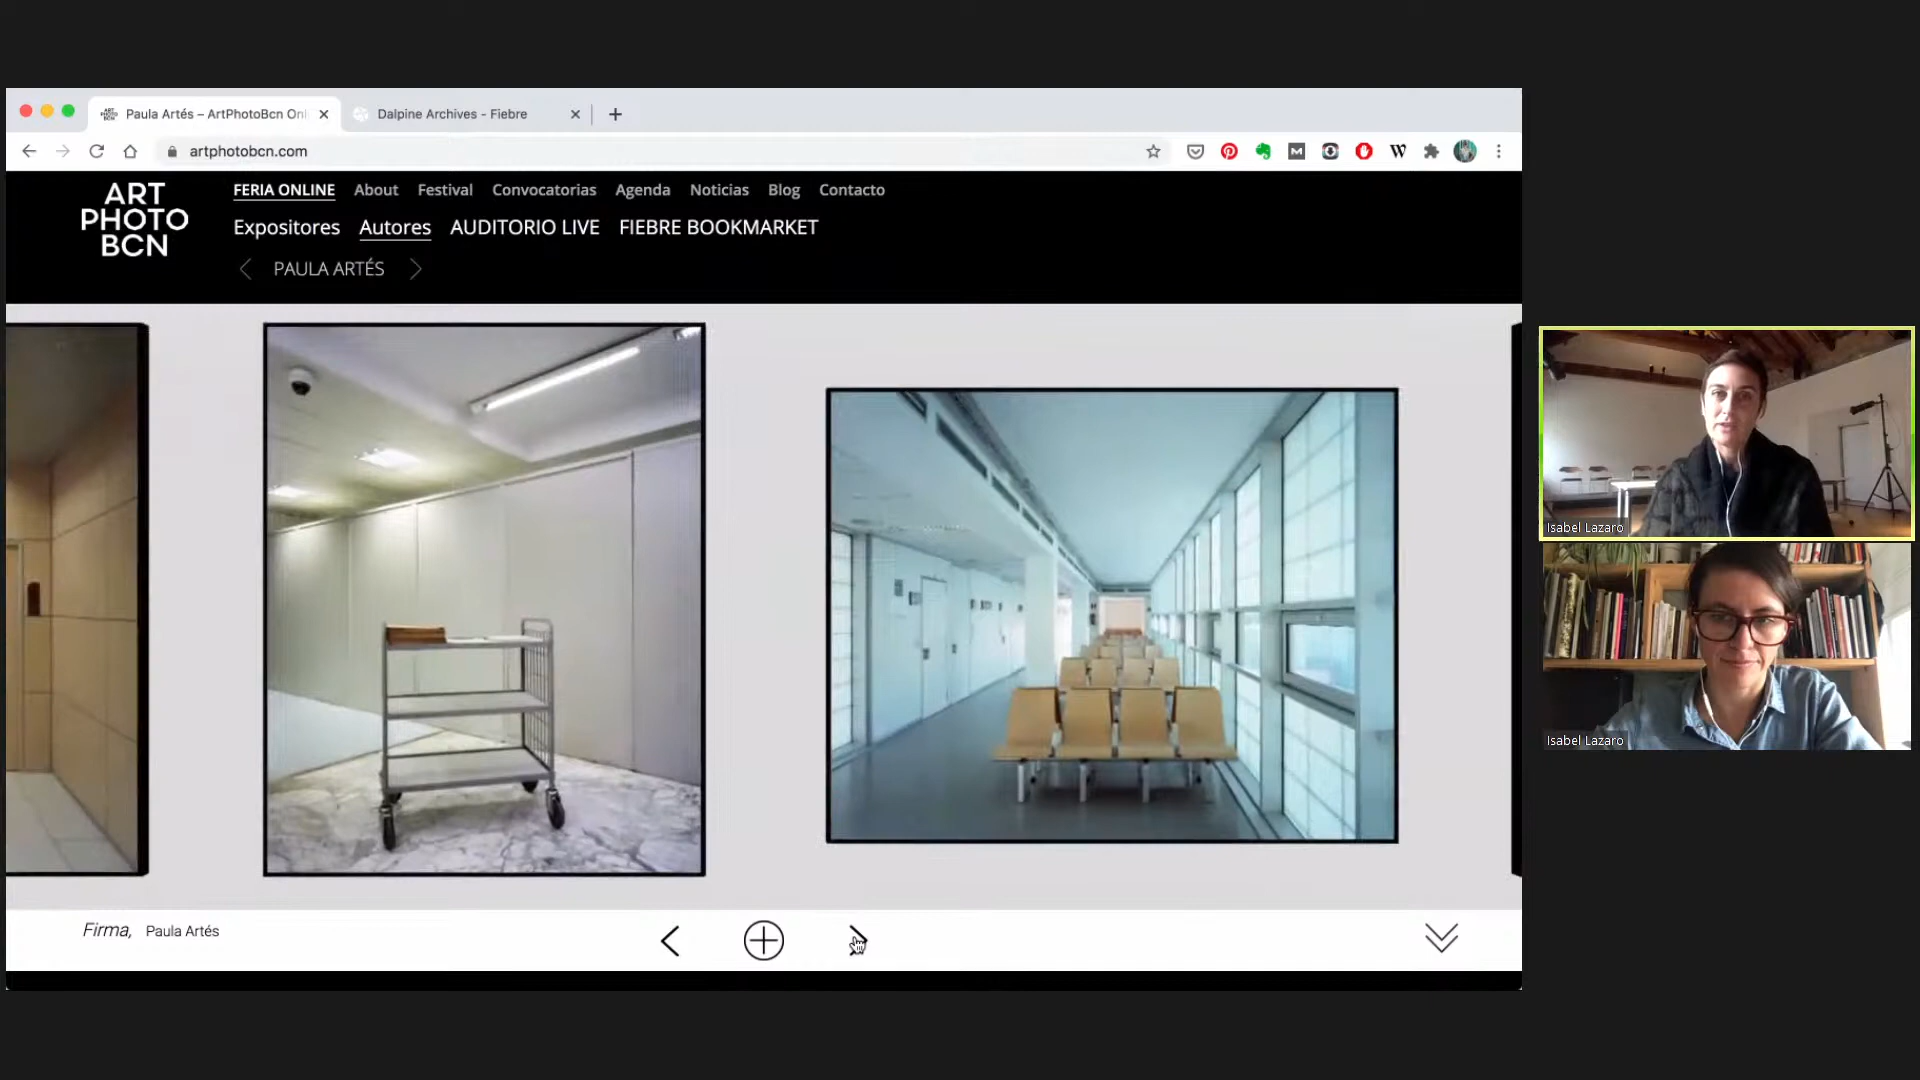 Paula Artés – ArtPhotoBcn Onl
Dalpine Archives - Fiebre
artphotobcn.com
ART
PHOTO
BCN
FERIA ONLINE About Festival Convocatorias Agenda Noticias Blog Contacto
Expositores Autores AUDITORIO LIVE FIEBRE BOOKMARKET
PAULA ARTÉS
Isabel Lazaro
Isabel Lazaro
Firma, Paula Artés